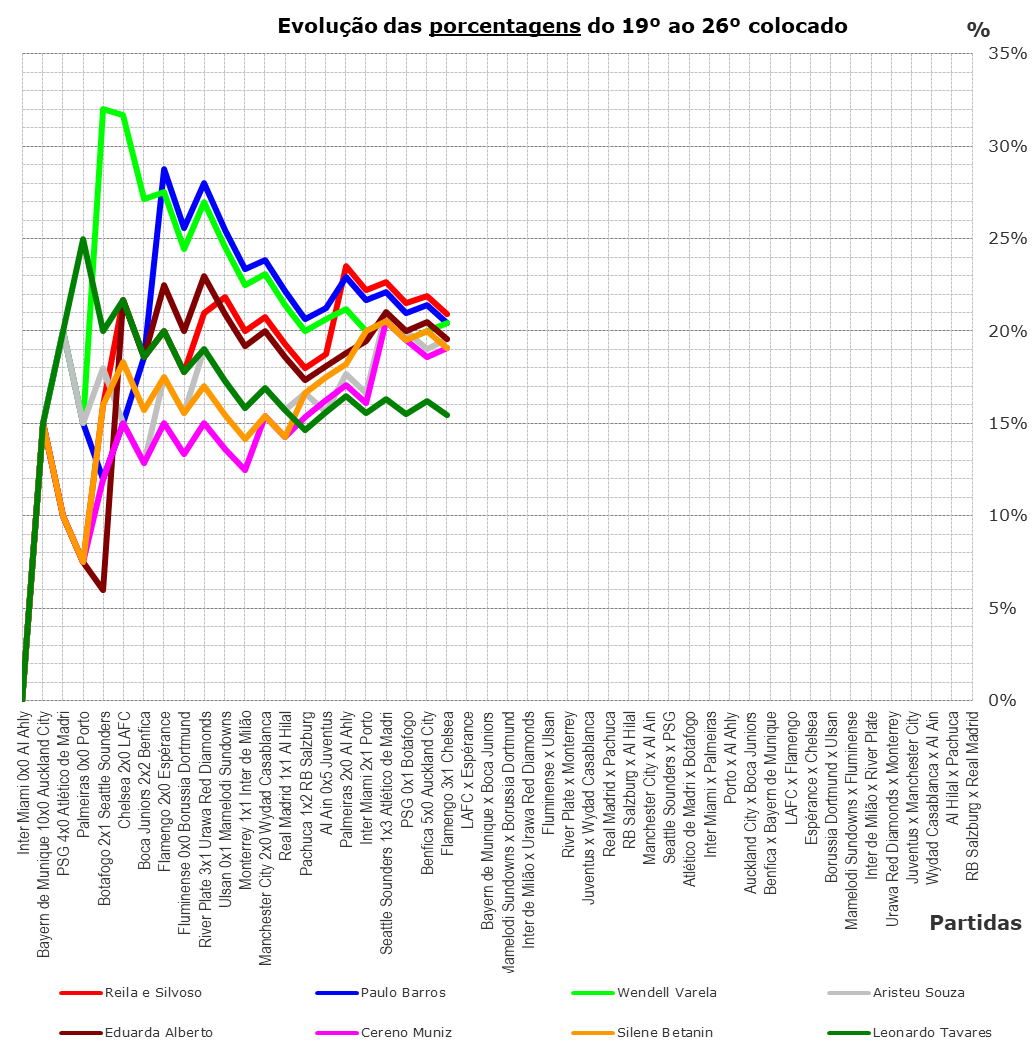 Evolução das porcentagens do 19º ao 26º colocado
%
35%
30%
25%
20%
15%
10%
5%
0%
Inter Miami 0x0 Al Ahly
Bayern de Munique 10x0 Auckland City
PSG 4x0 Atlético de Madri
Palmeiras 0x0 Porto
Botafogo 2x1 Seattle Sounders
Chelsea 2x0 LAFC
Boca Juniors 2x2 Benfica
Flamengo 2x0 Espérance
Fluminense 0x0 Borussia Dortmund
River Plate 3x1 Urawa Red Diamonds
Ulsan 0x1 Mamelodi Sundowns
Monterrey 1x1 Inter de Milão
Manchester City 2x0 Wydad Casablanca
Real Madrid 1x1 Al Hilal
Pachuca 1x2 RB Salzburg
Al Ain 0x5 Juventus
Palmeiras 2x0 Al Ahly
Inter Miami 2x1 Porto
Seattle Sounders 1x3 Atlético de Madri
PSG 0x1 Botafogo
Benfica 5x0 Auckland City
Flamengo 3x1 Chelsea
LAFC x Espérance
Bayern de Munique x Boca Juniors
Mamelodi Sundowns x Borussia Dortmund
Inter de Milão x Urawa Red Diamonds
Fluminense x Ulsan
River Plate x Monterrey
Juventus x Wydad Casablanca
Real Madrid x Pachuca
RB Salzburg x Al Hilal
Manchester City x Al Ain
Seattle Sounders x PSG
Atlético de Madri x Botafogo
Inter Miami x Palmeiras
Porto x Al Ahly
Auckland City x Boca Juniors
Benfica x Bayern de Munique
LAFC x Flamengo
Espérance x Chelsea
Borussia Dortmund x Ulsan
Mamelodi Sundowns x Fluminense
Inter de Milão x River Plate
Urawa Red Diamonds x Monterrey
Juventus x Manchester City
Wydad Casablanca x Al Ain
Al Hilal x Pachuca
RB Salzburg x Real Madrid
Partidas
Reila e Silvoso
Paulo Barros
Wendell Varela
Aristeu Souza
Eduarda Alberto
Cereno Muniz
Silene Betanin
Leonardo Tavares